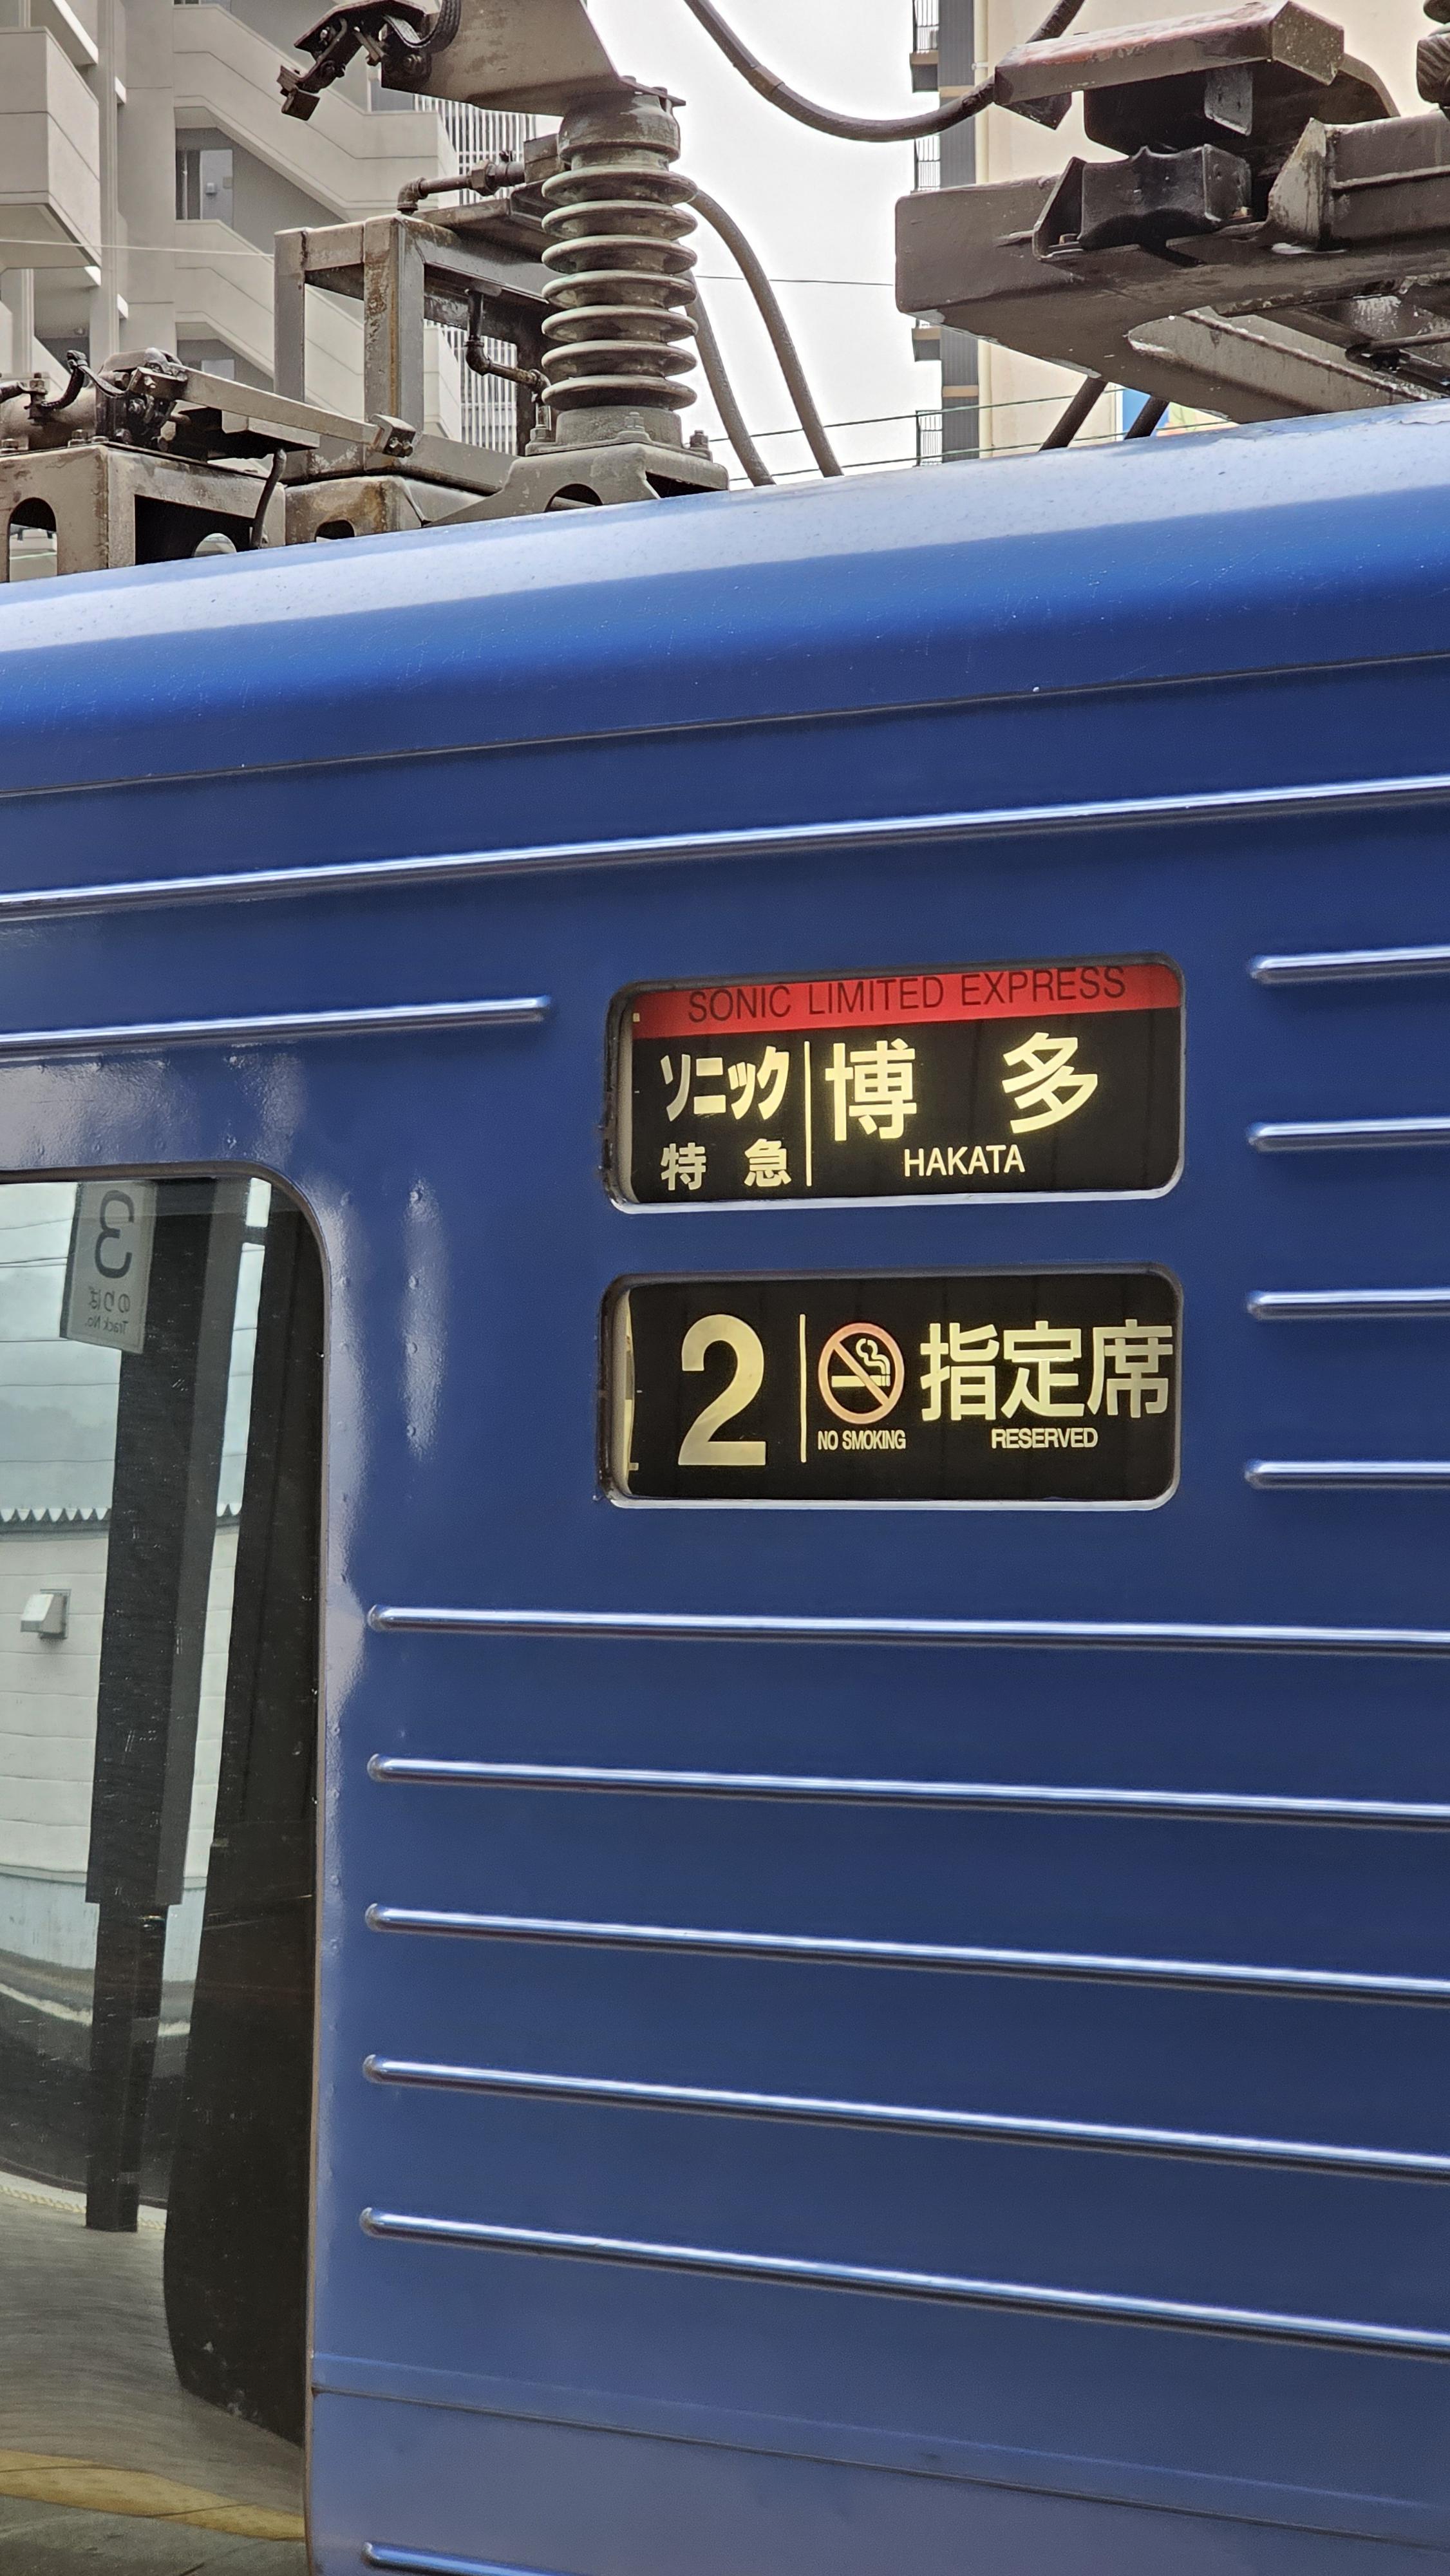 SONIC LIMITED EXPRESS
ソニック 博多
特急 HAKATA
2 指定席
NO SMOKING RESERVED
3
のりば
Track No.